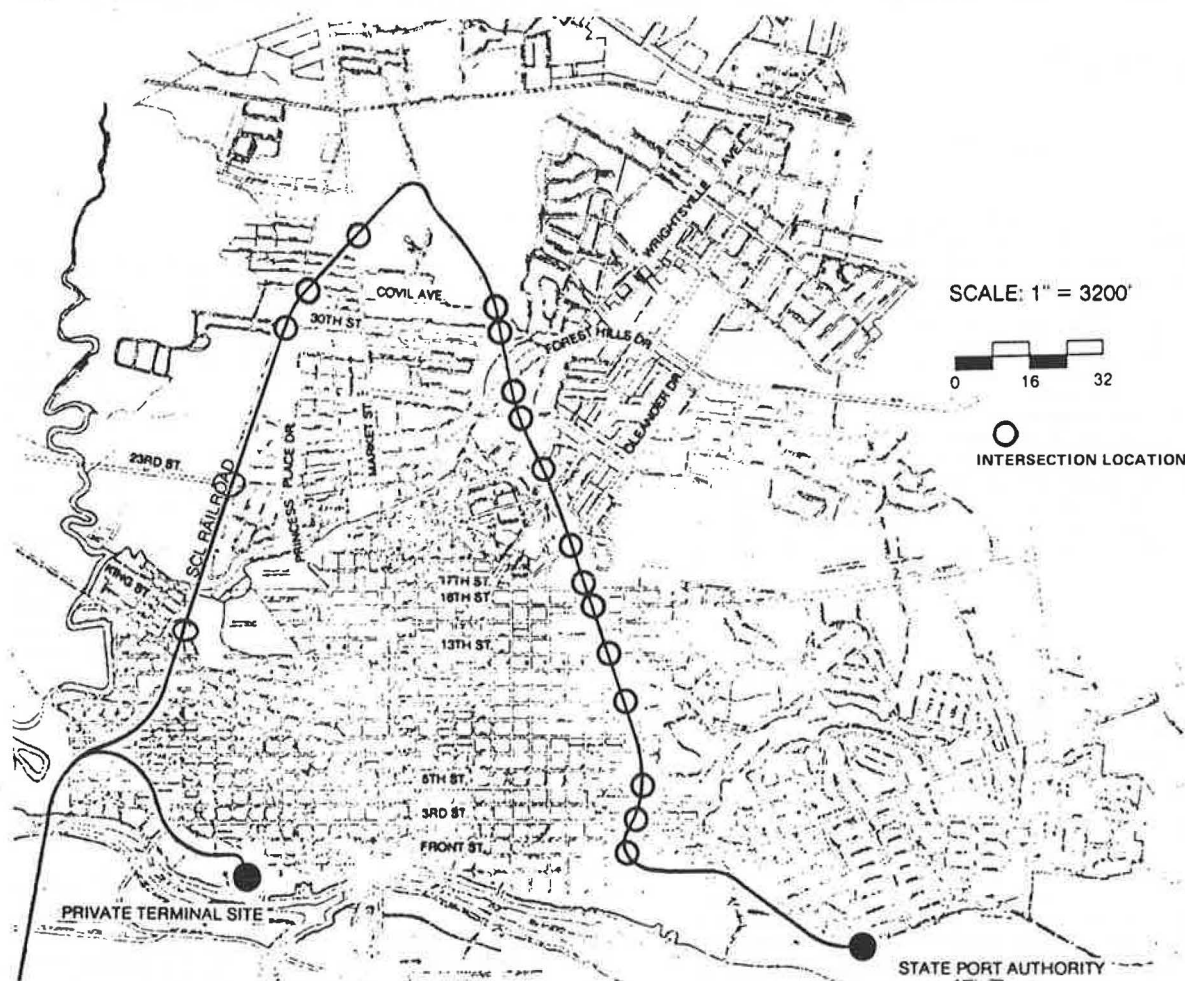 WRIGHTSVILLE AVE
COVIL AVE
30TH ST.
FOREST HILLS DR.
SCALE: 1" = 3200'
0 16 32
INTERSECTION LOCATION
OLEANDER DR
MARKET ST
PRINCESS PLACE DR.
23RD ST.
SCL RAILROAD
KING ST.
17TH ST.
16TH ST.
13TH ST.
5TH ST.
3RD ST.
FRONT ST.
PRIVATE TERMINAL SITE
STATE PORT AUTHORITY